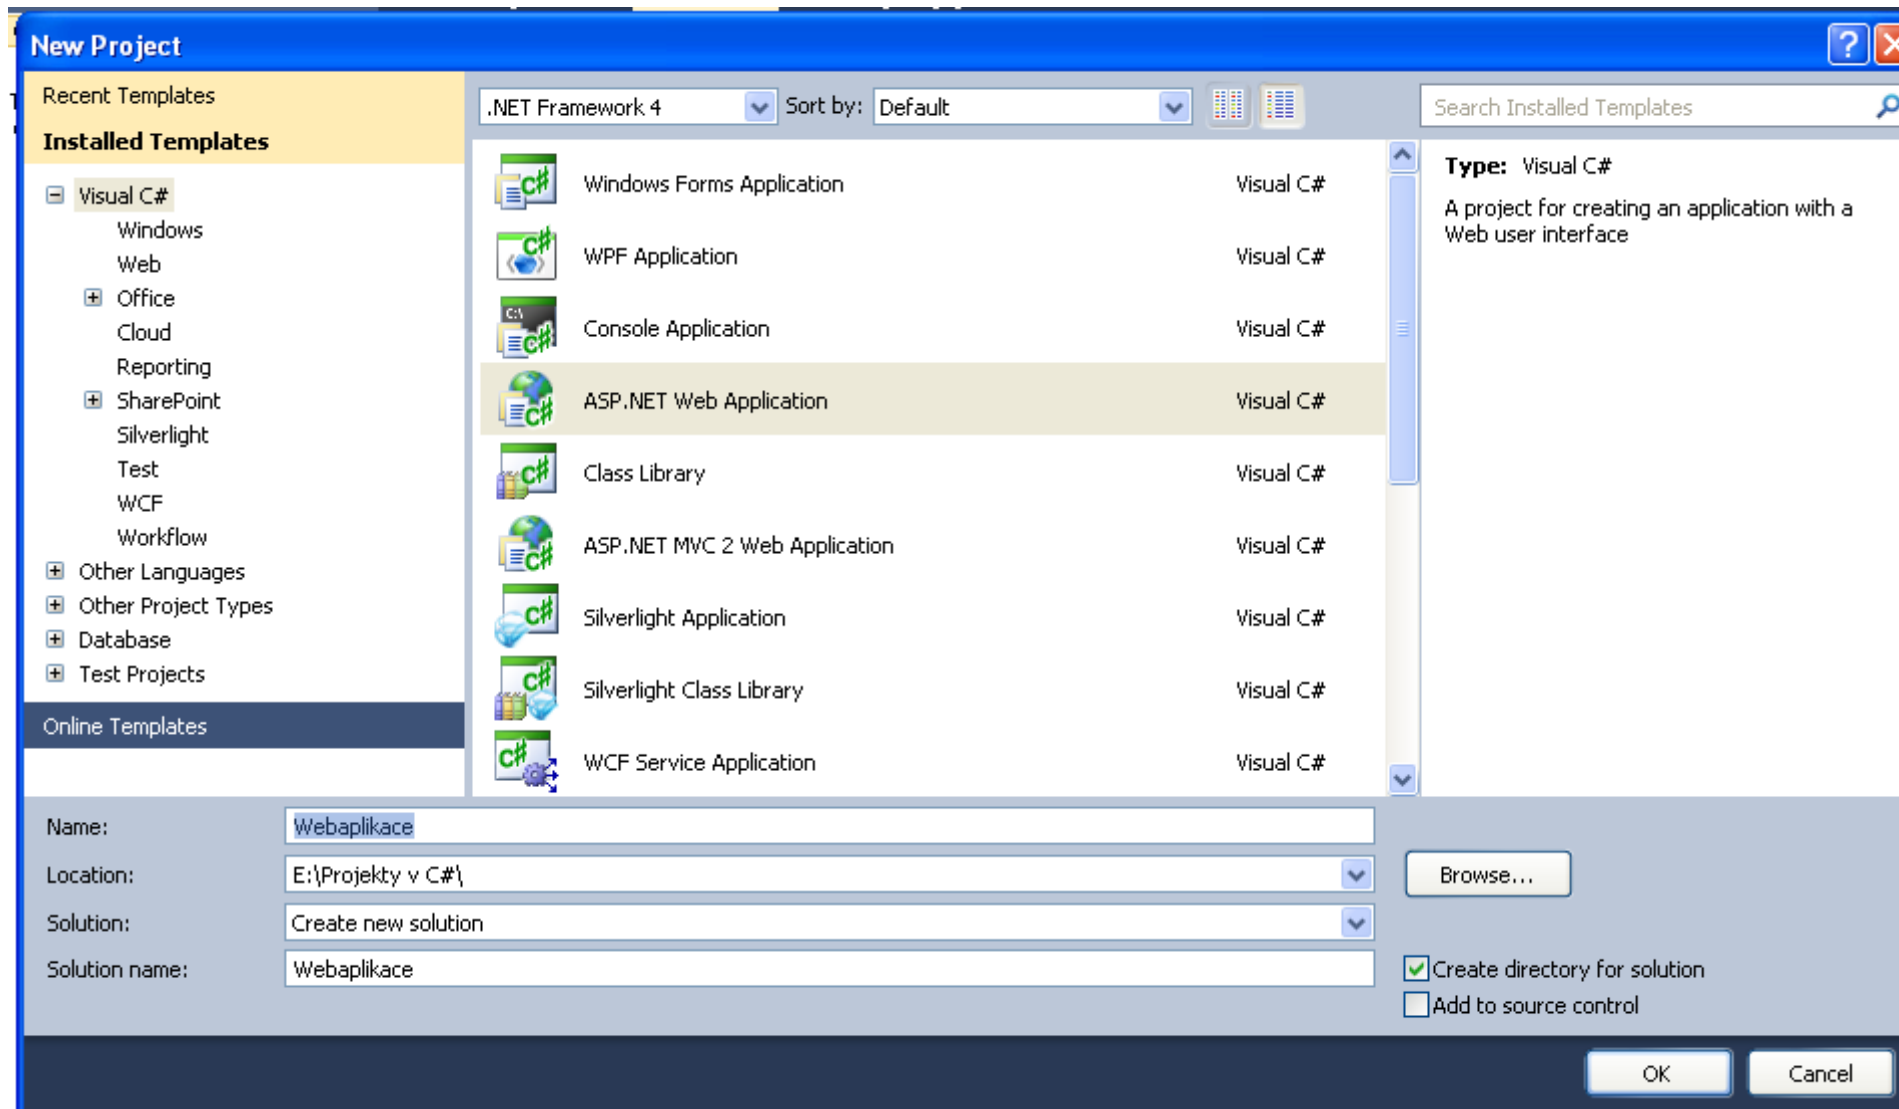 New Project
Recent Templates
Installed Templates
Visual C#
Windows
Web
Office
Cloud
Reporting
SharePoint
Silverlight
Test
WCF
Workflow
Other Languages
Other Project Types
Database
Test Projects
Online Templates
.NET Framework 4 Sort by: Default
Windows Forms Application Visual C#
WPF Application Visual C#
Console Application Visual C#
ASP.NET Web Application Visual C#
Class Library Visual C#
ASP.NET MVC 2 Web Application Visual C#
Silverlight Application Visual C#
Silverlight Class Library Visual C#
WCF Service Application Visual C#
Search Installed Templates
Type: Visual C#
A project for creating an application with a
Web user interface
Name: Webaplikace
Location: E:\Projekty v C#\ Browse...
Solution: Create new solution
Solution name: Webaplikace
Create directory for solution
Add to source control
OK Cancel